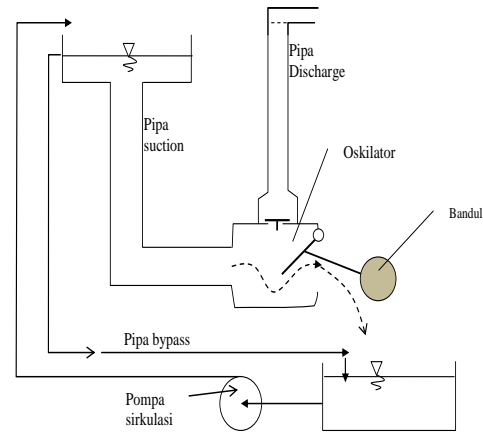 Pipa
Discharge
Pipa
suction
Oskilator
Bandul
Pipa bypass
Pompa
sirkulasi